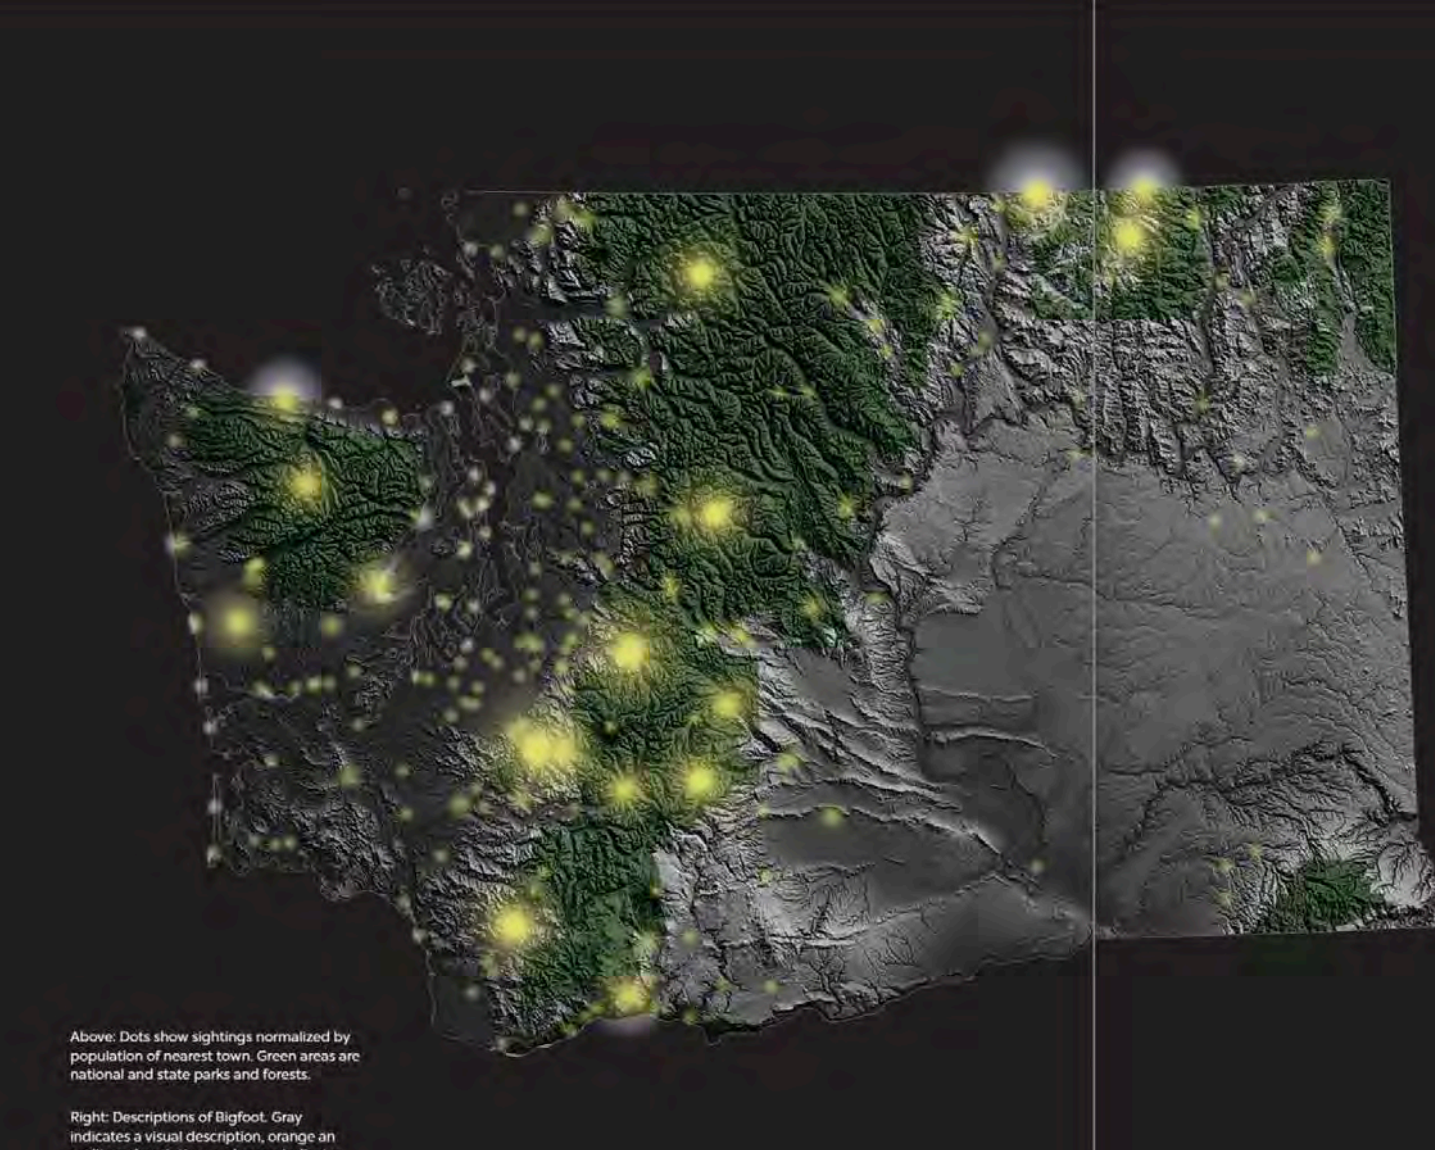 Above: Dots show sightings normalized by
population of nearest town. Green areas are
national and state parks and forests.
Right: Descriptions of Bigfoot. Gray
indicates a visual description, orange an